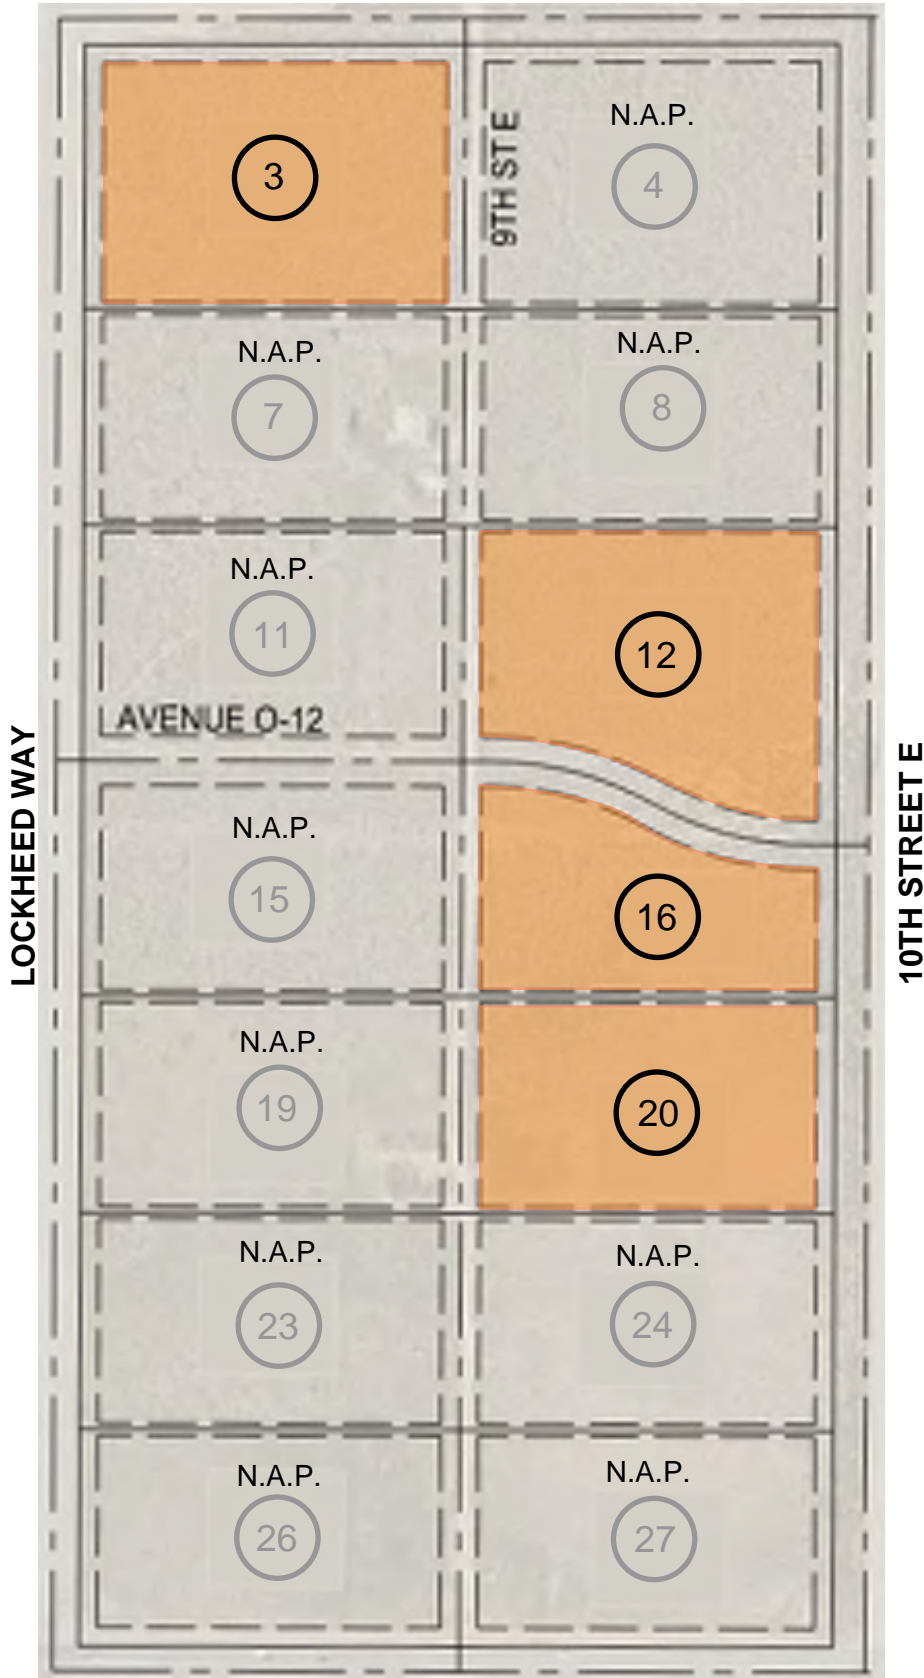 3
9TH ST E
N.A.P.
4
N.A.P.
7
N.A.P.
8
N.A.P.
11
12
AVENUE O-12
LOCKHEED WAY
10TH STREET E
N.A.P.
15
16
N.A.P.
19
20
N.A.P.
23
N.A.P.
24
N.A.P.
26
N.A.P.
27